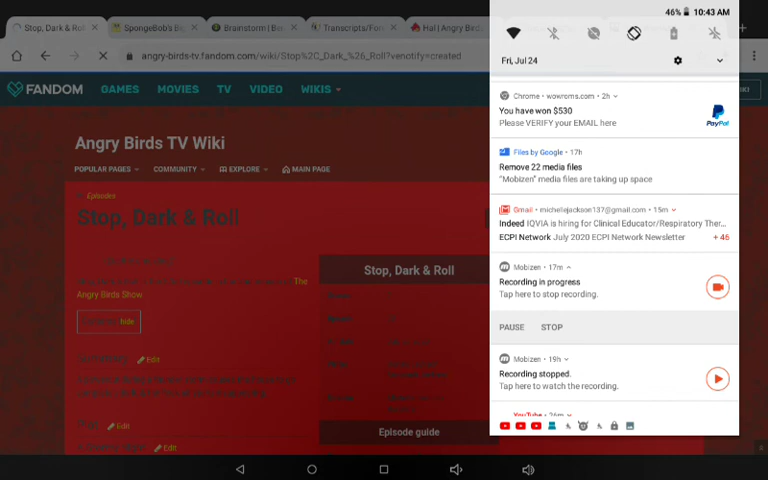 46% 10:43 AM
Stop, Dark & Roll
SpongeBob's Big
Brainstorm | Be
Transcripts/For
Hal | Angry Bird
angry-birds-tv.fandom.com/wiki/Stop%2C_Dark_%26_Roll?venotify=created
Fri, Jul 24
FANDOM GAMES MOVIES TV VIDEO WIKIS
Angry Birds TV Wiki
POPULAR PAGES COMMUNITY EXPLORE MAIN PAGE
Episodes
Stop, Dark & Roll
The
Angry Birds Show
hide
Edit
Edit
Edit
Stop, Dark & Roll
Episode guide
Chrome • wowroms.com • 2h
You have won $530
Please VERIFY your EMAIL here
PayPal
Files by Google • 17h
Remove 22 media files
"Mobizen" media files are taking up space
Gmail • michellejackson137@gmail.com • 15m
Indeed IQVIA is hiring for Clinical Educator/Respiratory Ther...
ECPI Network July 2020 ECPI Network Newsletter +46
Mobizen • 17m
Recording in progress
Tap here to stop recording.
PAUSE STOP
Mobizen • 19h
Recording stopped.
Tap here to watch the recording.
YouTube • 26m